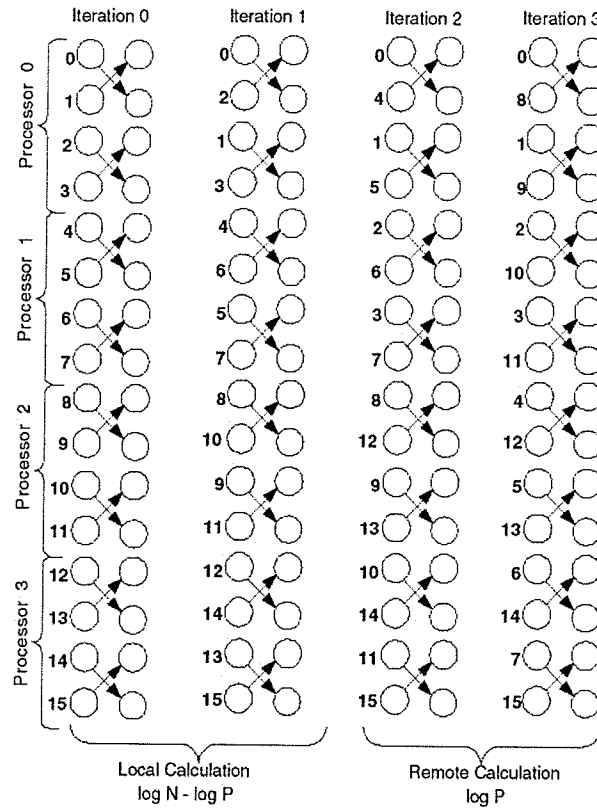 Iteration 0 Iteration 1 Iteration 2 Iteration 3
Processor 0
Processor 1
Processor 2
Processor 3
0 0 0 0
1 2 4 8
2 1 1 1
3 3 5 9
4 4 2 2
5 6 6 10
6 5 3 3
7 7 7 11
8 8 8 4
9 10 12 12
10 9 9 5
11 11 13 13
12 12 10 6
13 14 14 14
14 13 11 7
15 15 15 15
Local Calculation Remote Calculation
log N - log P log P